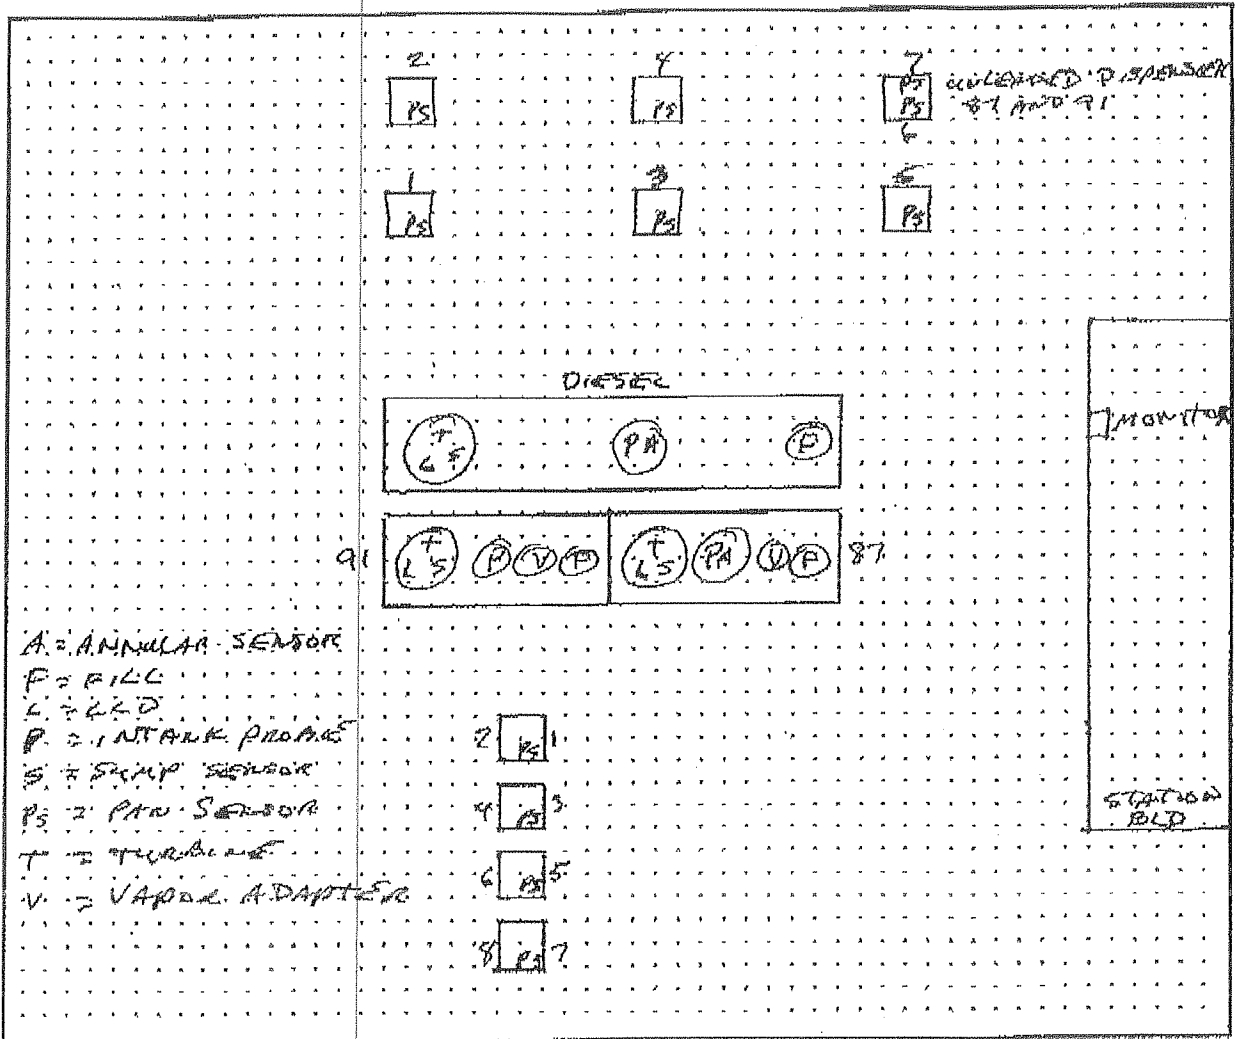 2
4
7
PS
PS
PS
PS
UNLEADED DISPENSER
87 AND 91
6
1
3
5
PS
PS
PS
DIESEL
T
L S
PA
F
MONITOR
91
T
L S
P V F
T
L S
PA V F
87
A = ANNULAR SENSOR
F = FILL
L = LLD
P = INTANK PROBE
S = SUMP SENSOR
PS = PAN SENSOR
T = TURBINE
V = VAPOR ADAPTER
2 PS 1
4 PS 3
6 PS 5
8 PS 7
STATION
BLD